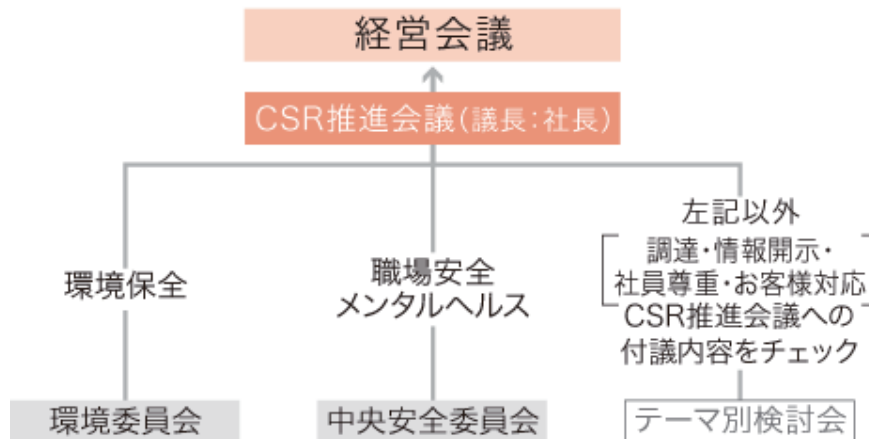 経営会議
CSR推進会議(議長:社長)
環境保全
職場安全
メンタルヘルス
左記以外
調達・情報開示・
社員尊重・お客様対応
CSR推進会議への
付議内容をチェック
環境委員会
中央安全委員会
テーマ別検討会